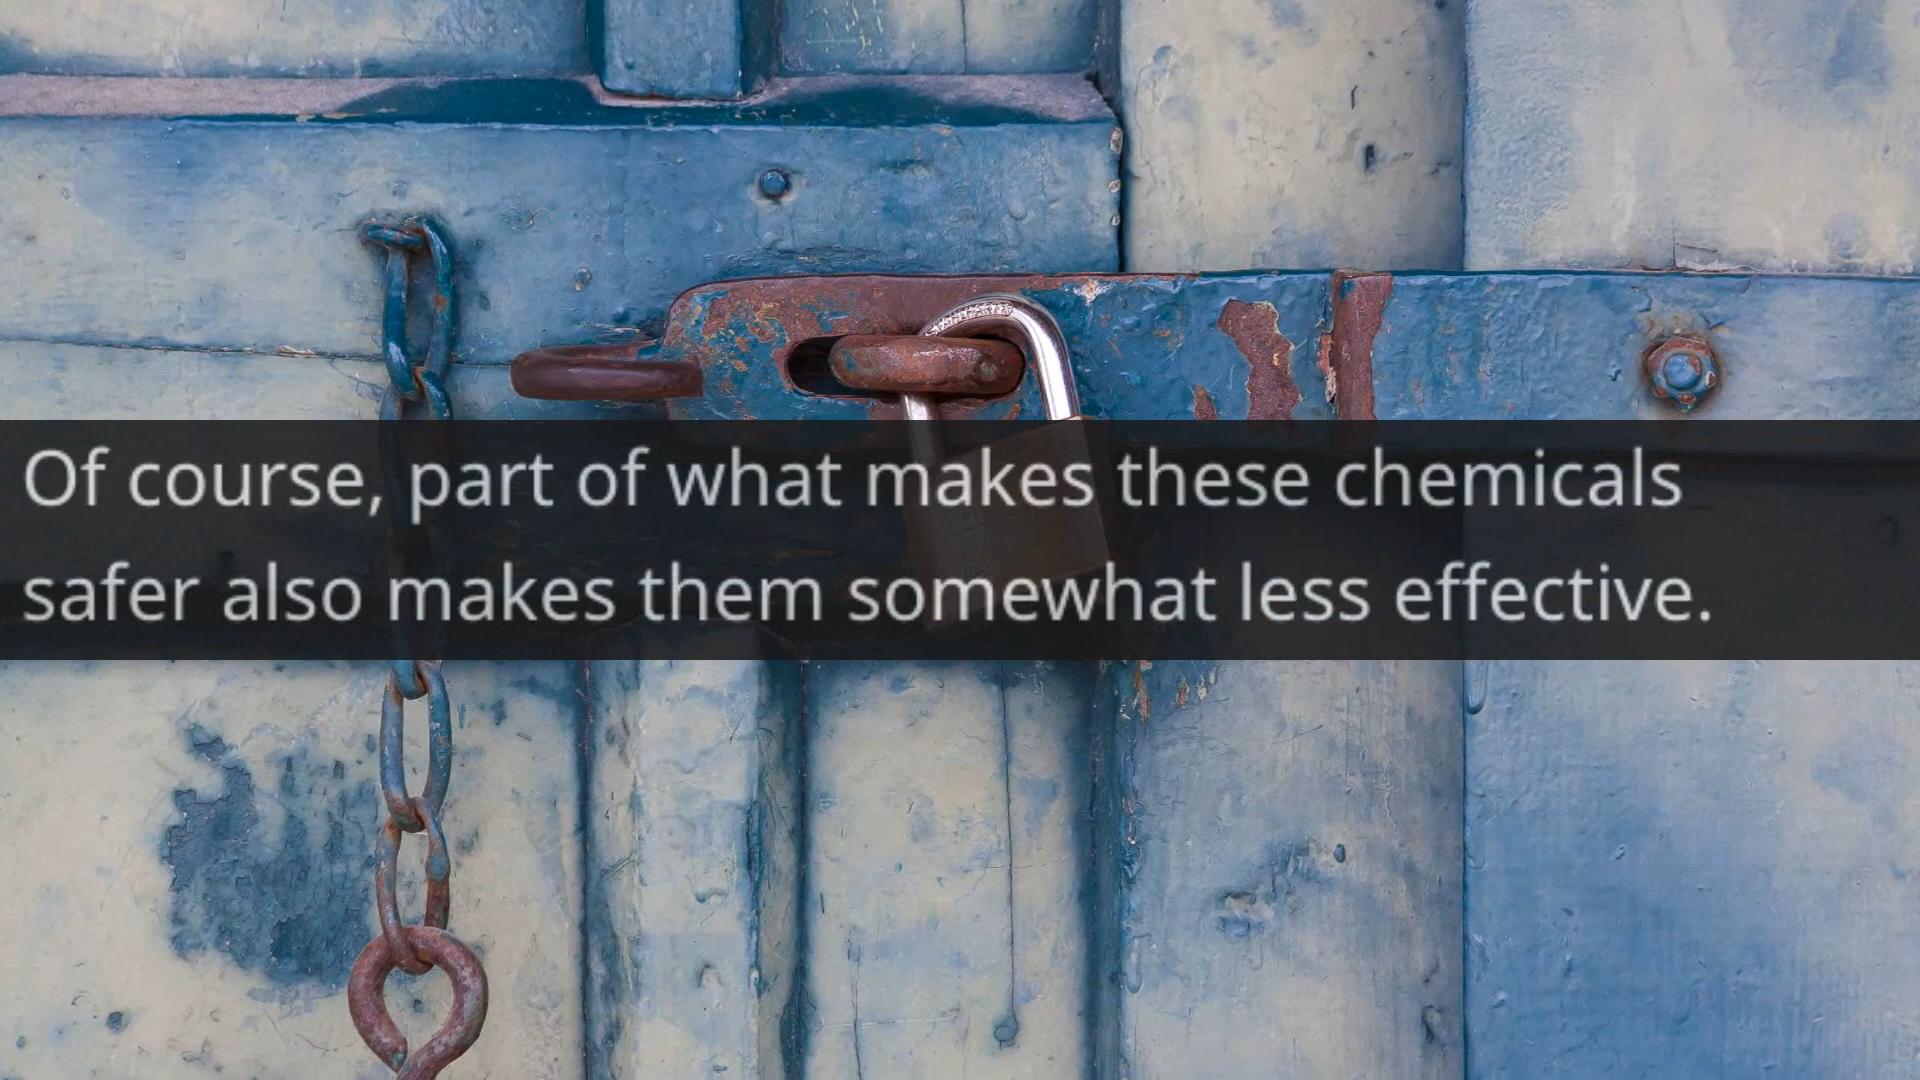 Of course, part of what makes these chemicals
safer also makes them somewhat less effective.